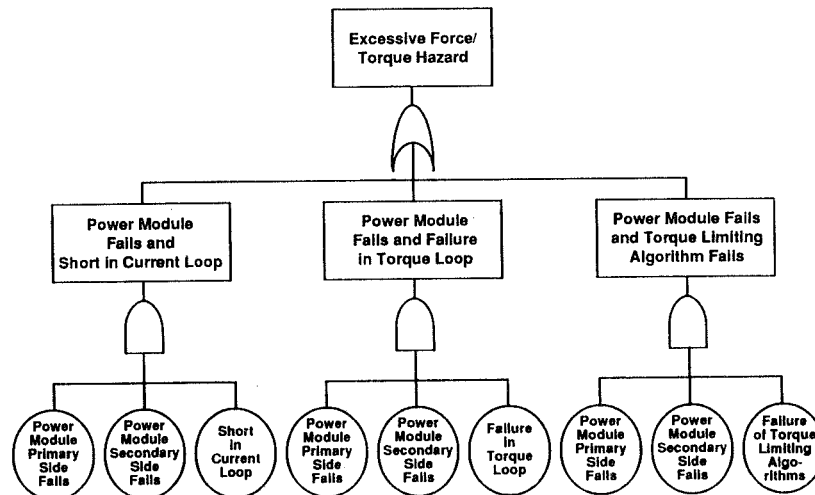 Excessive Force/
Torque Hazard
Power Module
Fails and
Short in Current Loop
Power Module
Fails and Failure
in Torque Loop
Power Module Fails
and Torque Limiting
Algorithm Fails
Power
Module
Primary
Side
Fails
Power
Module
Secondary
Side
Fails
Short
in
Current
Loop
Power
Module
Primary
Side
Fails
Power
Module
Secondary
Side
Fails
Failure
in
Torque
Loop
Power
Module
Primary
Side
Fails
Power
Module
Secondary
Side
Fails
Failure
of Torque
Limiting
Algo-
rithms